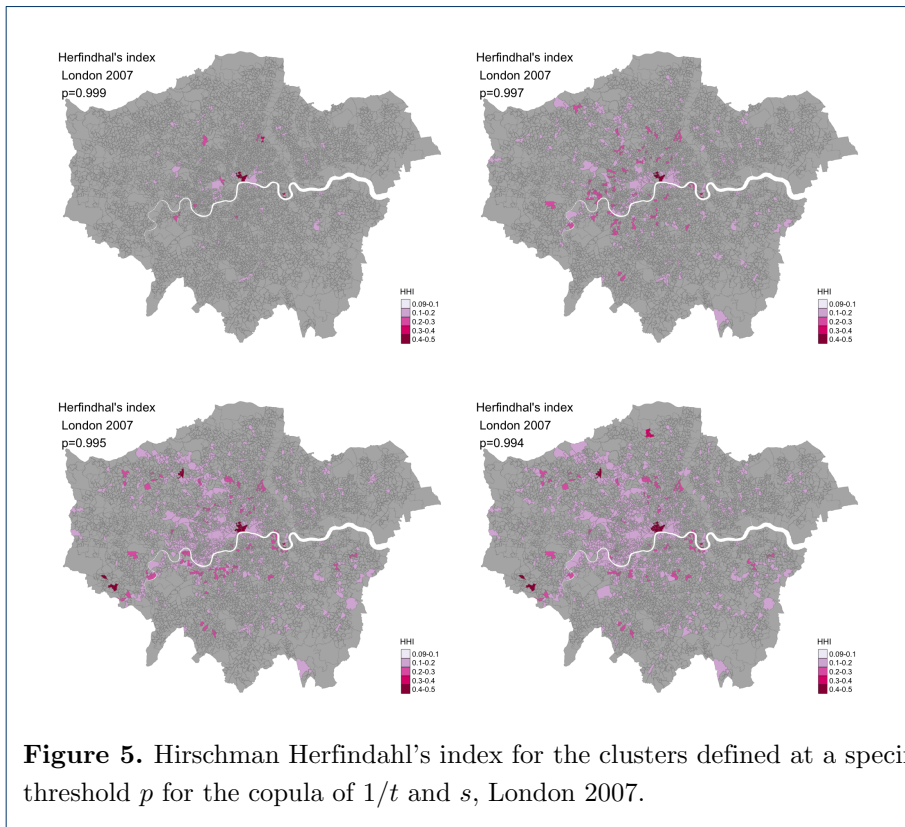 Herfindhal's index
London 2007
p=0.999
HHI
0.09-0.1
0.1-0.2
0.2-0.3
0.3-0.4
0.4-0.5
Herfindhal's index
London 2007
p=0.997
HHI
0.09-0.1
0.1-0.2
0.2-0.3
0.3-0.4
0.4-0.5
Herfindhal's index
London 2007
p=0.995
HHI
0.09-0.1
0.1-0.2
0.2-0.3
0.3-0.4
0.4-0.5
Herfindhal's index
London 2007
p=0.994
HHI
0.09-0.1
0.1-0.2
0.2-0.3
0.3-0.4
0.4-0.5
Figure 5. Hirschman Herfindahl's index for the clusters defined at a
threshold p for the copula of 1/t and s, London 2007.